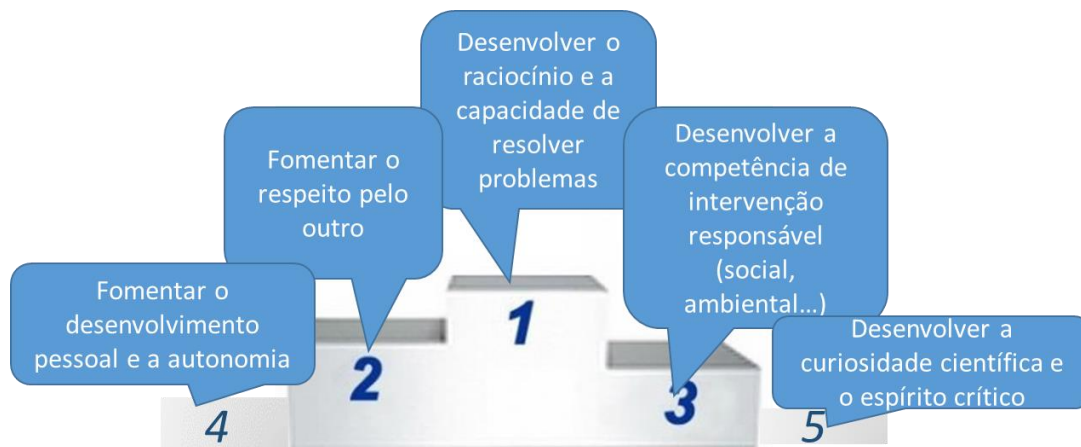 Desenvolver o
raciocínio e a
capacidade de
resolver
problemas
Fomentar o
respeito pelo
outro
Desenvolver a
competência de
intervenção
responsável
(social,
ambiental...)
Fomentar o
desenvolvimento
pessoal e a autonomia
Desenvolver a
curiosidade científica e
o espírito crítico
1
2
3
4
5